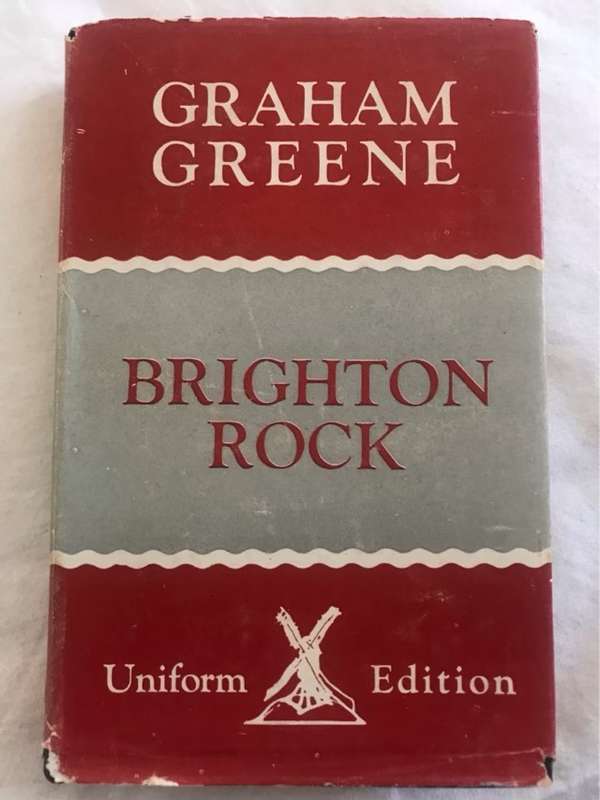 GRAHAM
GREENE
BRIGHTON
ROCK
Uniform Edition